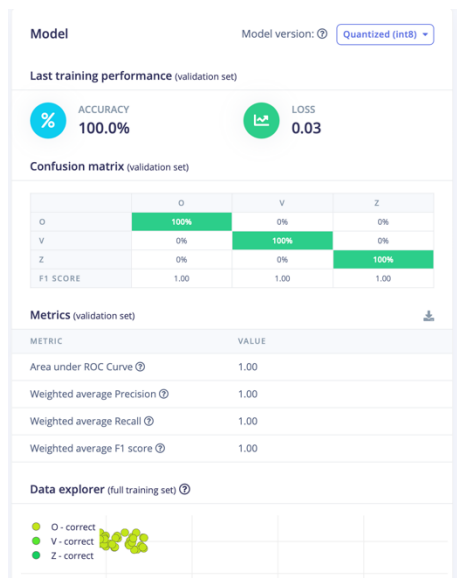 Model
Model version: Quantized (int8)
Last training performance (validation set)
%
ACCURACY
100.0%
LOSS
0.03
Confusion matrix (validation set)
O V Z
O 100% 0% 0%
V 0% 100% 0%
Z 0% 0% 100%
F1 SCORE 1.00 1.00 1.00
Metrics (validation set)
METRIC VALUE
Area under ROC Curve 1.00
Weighted average Precision 1.00
Weighted average Recall 1.00
Weighted average F1 score 1.00
Data explorer (full training set)
O - correct
V - correct
Z - correct